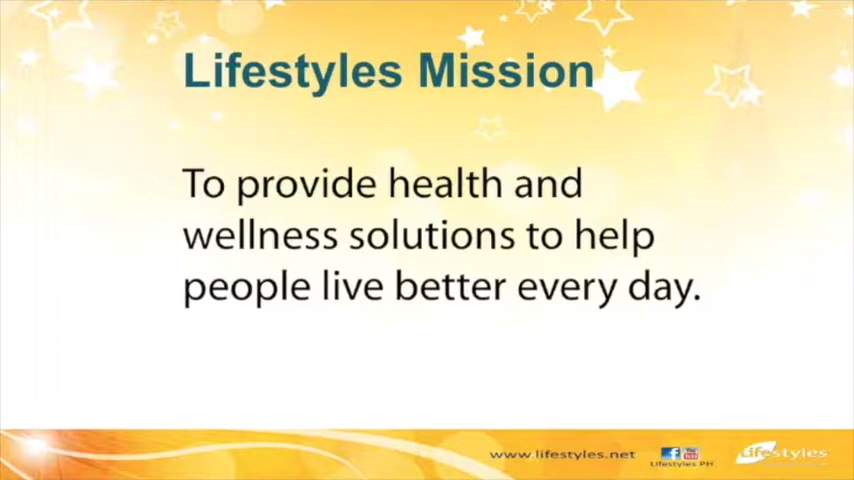 Lifestyles Mission
To provide health and
wellness solutions to help
people live better every day.
www.lifestyles.net
Lifestyles PH
Lifestyles